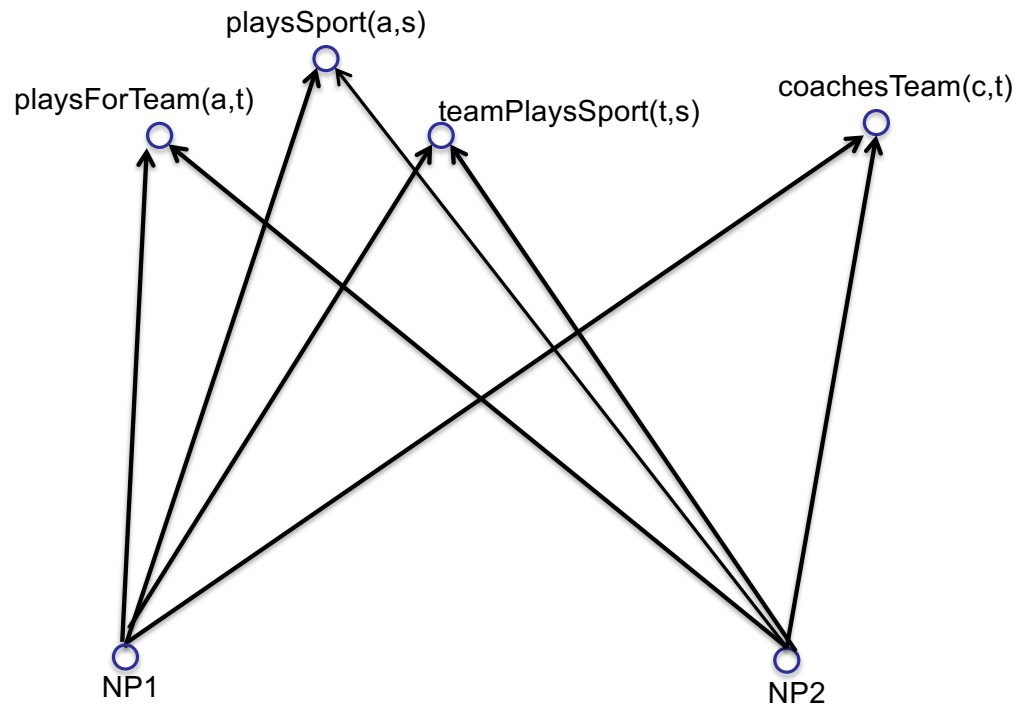 playsSport(a,s)
playsForTeam(a,t)
teamPlaysSport(t,s)
coachesTeam(c,t)
NP1
NP2